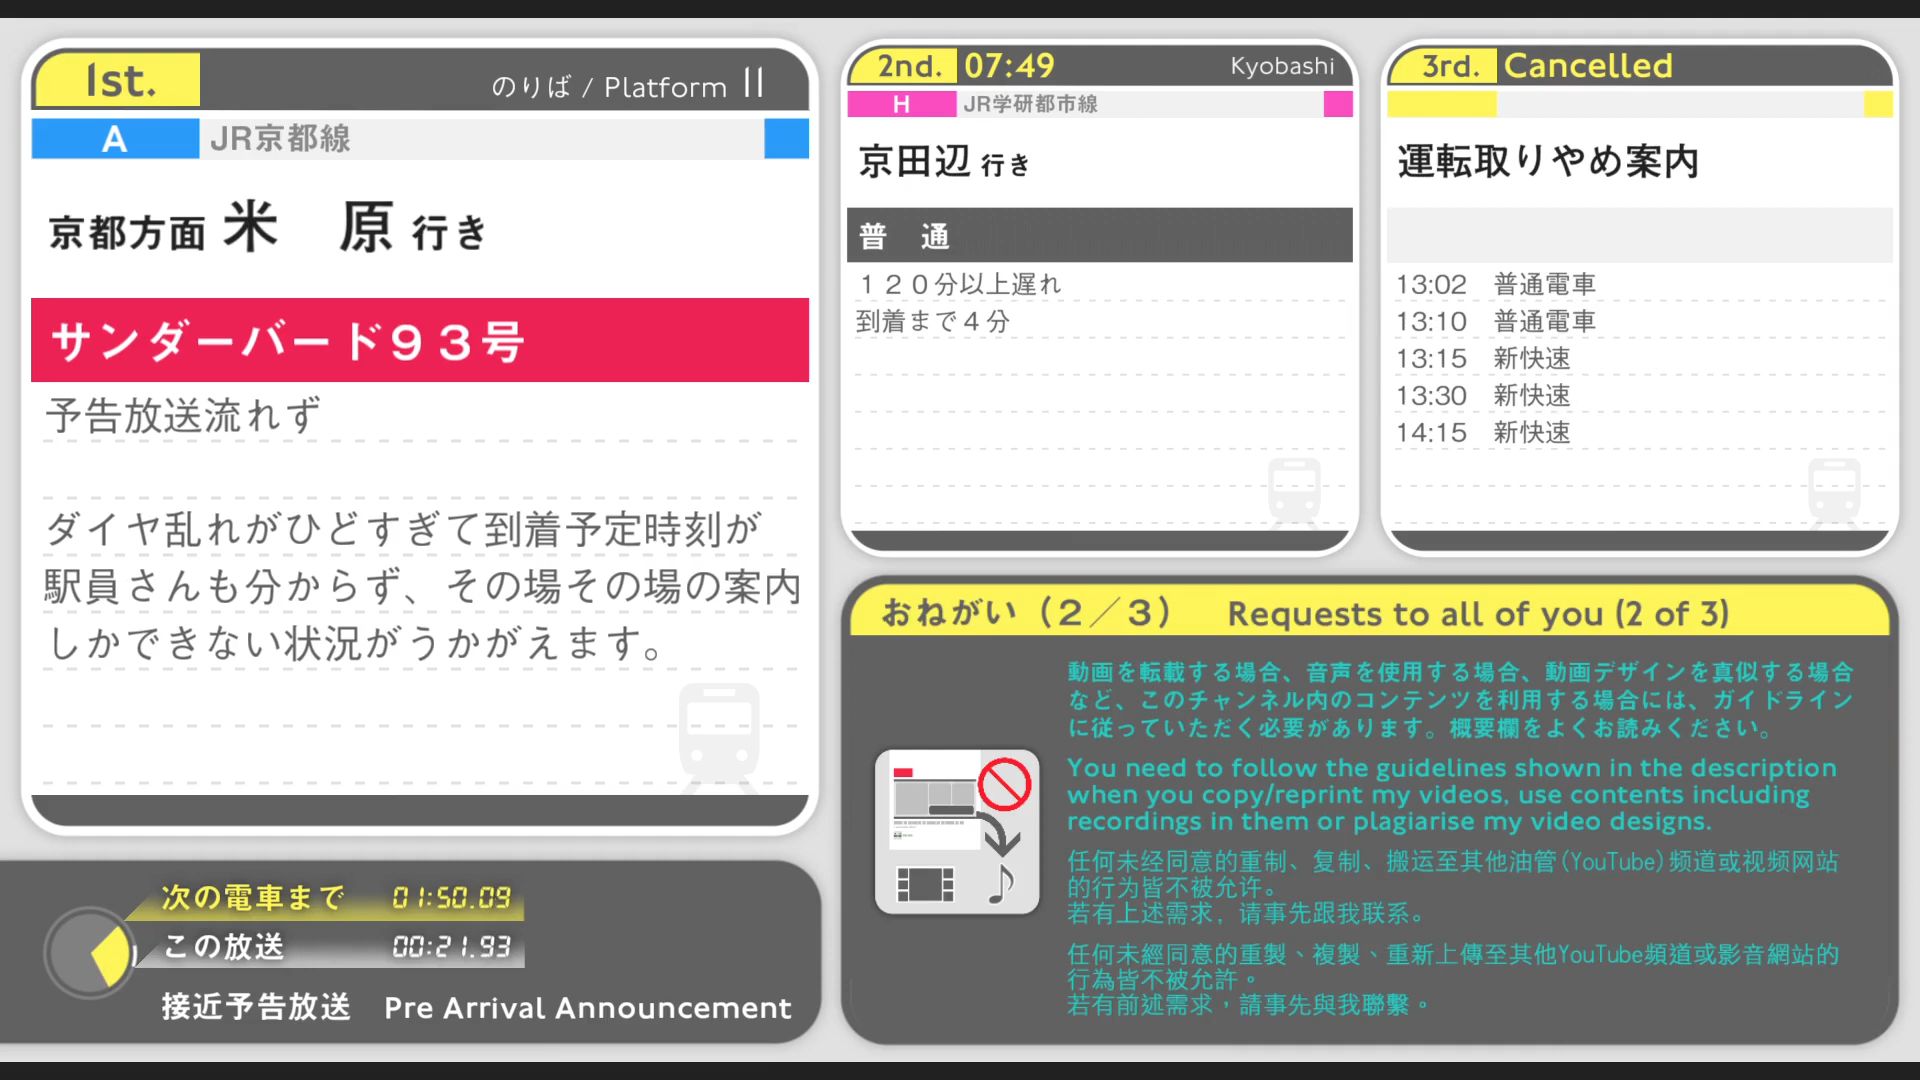 1st.
のりば / Platform 11
A JR京都線
京都方面 米　原 行き
サンダーバード９３号
予告放送流れず
ダイヤ乱れがひどすぎて到着予定時刻が
駅員さんも分からず、その場その場の案内
しかできない状況がうかがえます。
次の電車まで 01:50.09
この放送 00:21.93
接近予告放送　Pre Arrival Announcement
2nd. 07:49 Kyobashi
H JR学研都市線
京田辺 行き
普　通
１２０分以上遅れ
到着まで４分
3rd. Cancelled
運転取りやめ案内
13:02　普通電車
13:10　普通電車
13:15　新快速
13:30　新快速
14:15　新快速
おねがい（２／３）　Requests to all of you (2 of 3)
動画を転載する場合、音声を使用する場合、動画デザインを真似する場合
など、このチャンネル内のコンテンツを利用する場合には、ガイドライン
に従っていただく必要があります。概要欄をよくお読みください。
You need to follow the guidelines shown in the description
when you copy/reprint my videos, use contents including
recordings in them or plagiarise my video designs.
任何未经同意的重制、复制、搬运至其他油管(YouTube)频道或视频网站
的行为皆不被允许。
若有上述需求，请事先跟我联系。
任何未經同意的重製、複製、重新上傳至其他YouTube頻道或影音網站的
行為皆不被允許。
若有前述需求，請事先與我聯繫。